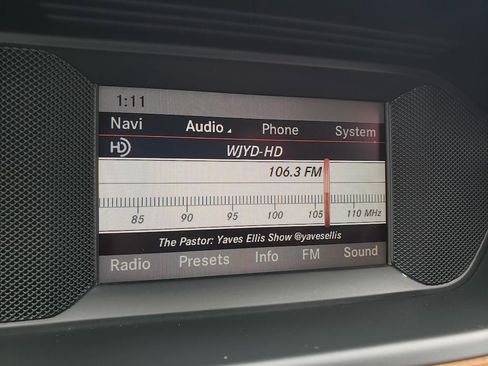 1:11
Navi Audio Phone System
HD WJYD-HD
106.3 FM
85 90 95 100 105 110 MHz
The Pastor: Yaves Ellis Show @yavesellis
Radio Presets Info FM Sound